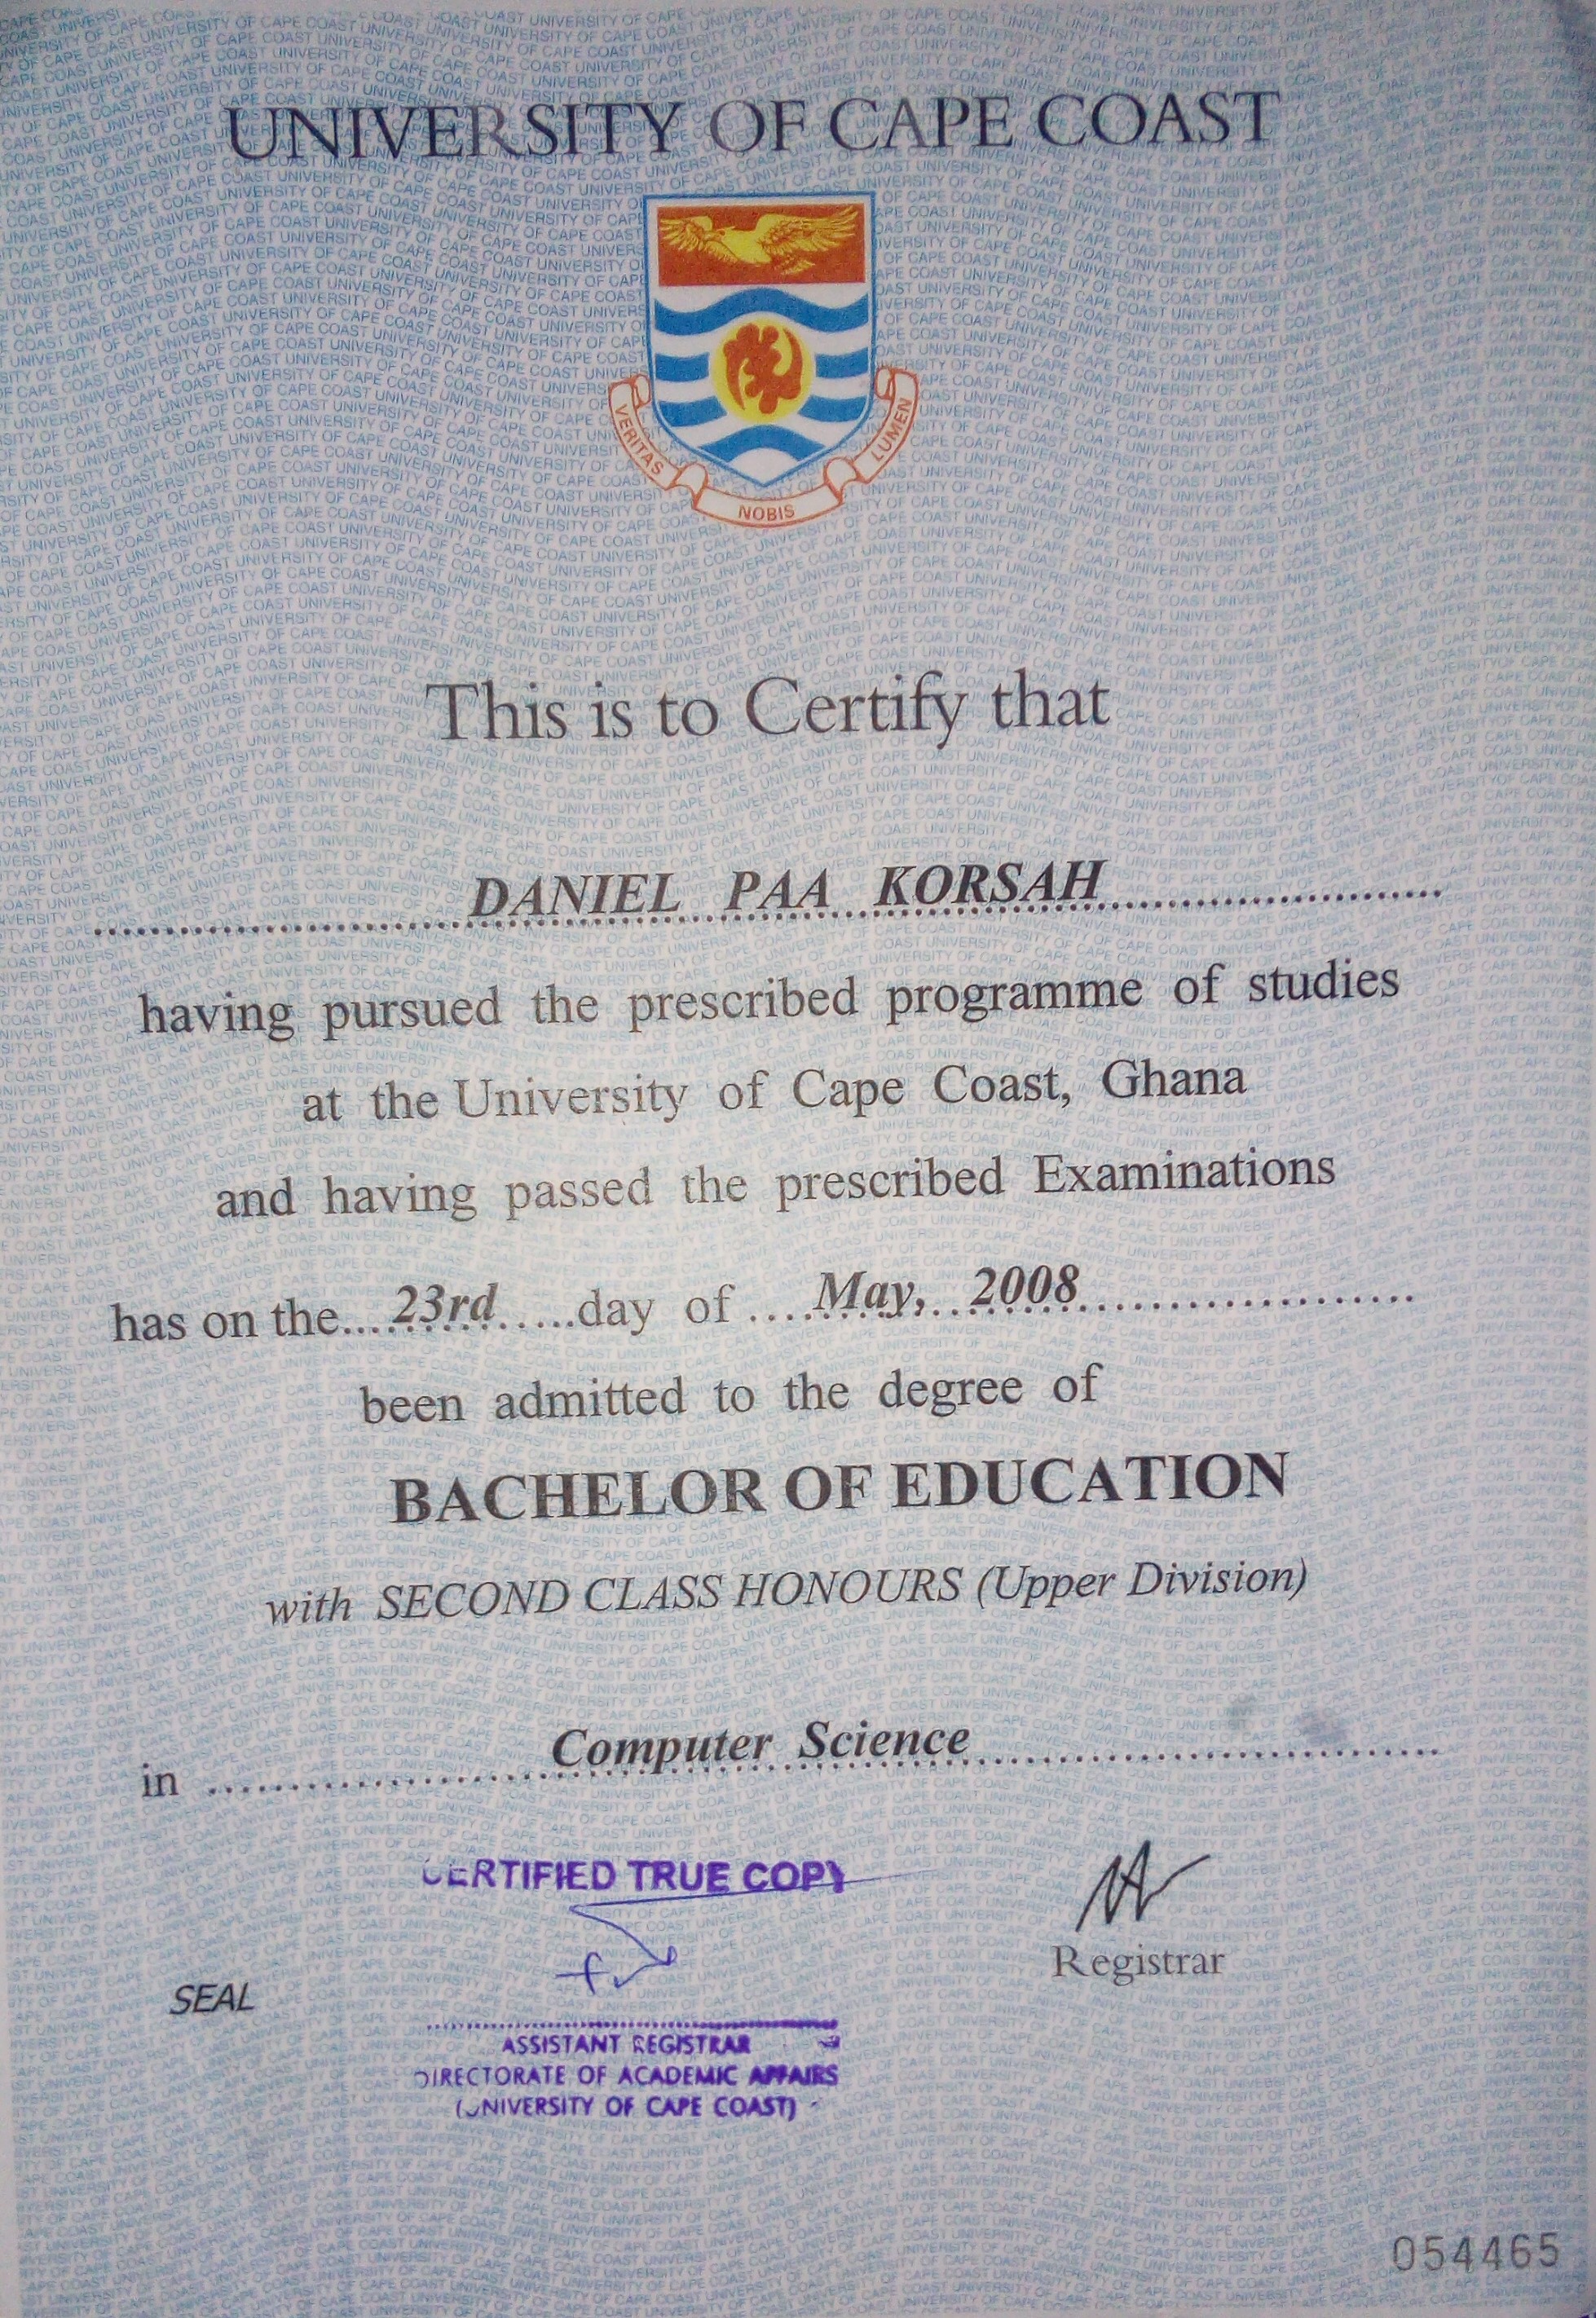 UNIVERSITY OF CAPE COAST
VERITAS NOBIS LUMEN
This is to Certify that
DANIEL PAA KORSAH
having pursued the prescribed programme of studies
at the University of Cape Coast, Ghana
and having passed the prescribed Examinations
has on the....23rd.....day of ....May, 2008
been admitted to the degree of
BACHELOR OF EDUCATION
with SECOND CLASS HONOURS (Upper Division)
in Computer Science
CERTIFIED TRUE COPY
Registrar
SEAL
ASSISTANT REGISTRAR
DIRECTORATE OF ACADEMIC AFFAIRS
(UNIVERSITY OF CAPE COAST)
054465